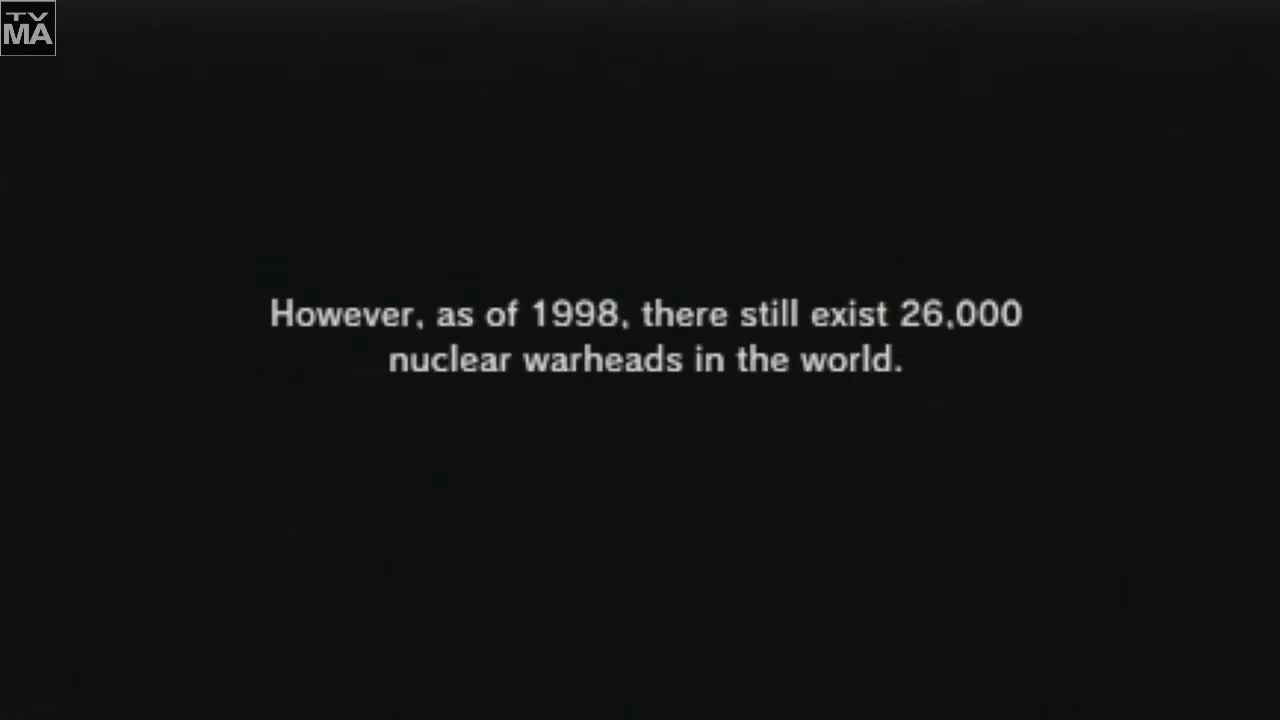 TV
MA
However, as of 1998, there still exist 26,000
nuclear warheads in the world.